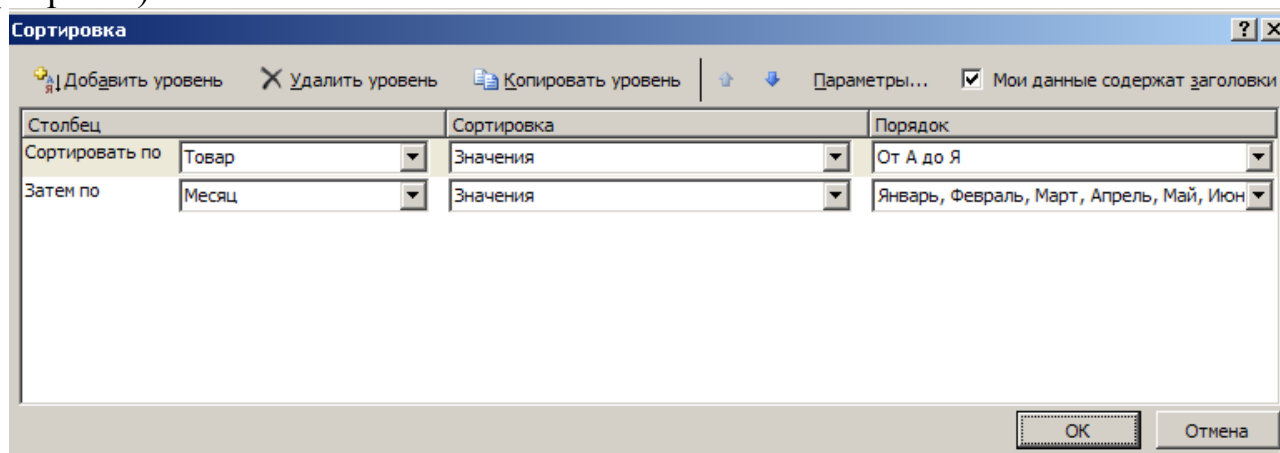 Сортировка
Добавить уровень Удалить уровень Копировать уровень Параметры... Мои данные содержат заголовки
Столбец Сортировка Порядок
Сортировать по Товар Значения От А до Я
Затем по Месяц Значения Январь, Февраль, Март, Апрель, Май, Июн
ОК Отмена